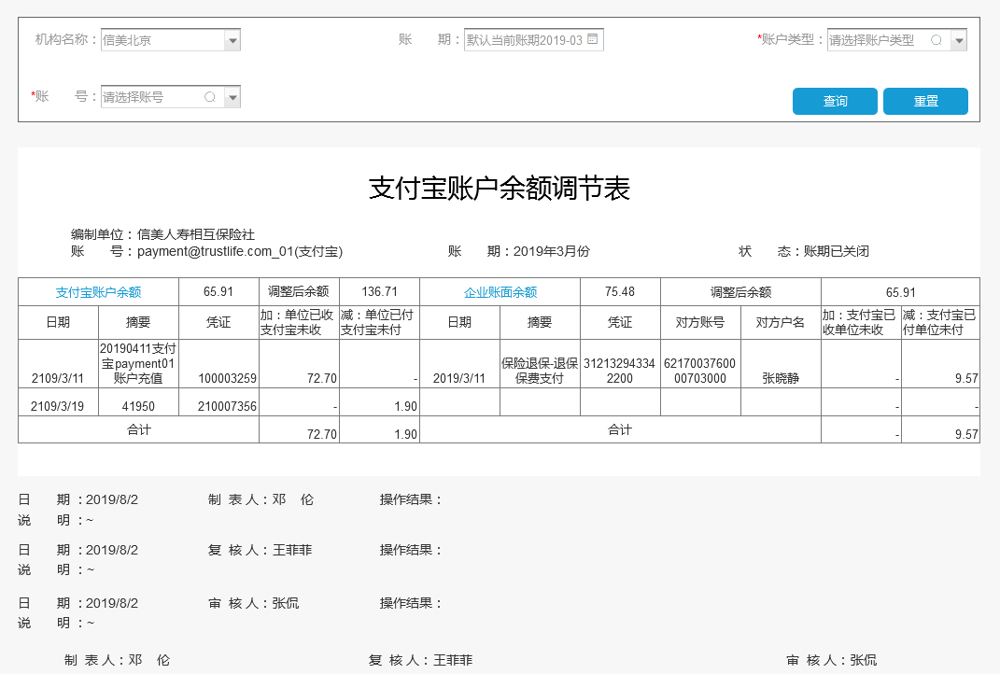 机构名称：信美北京 账 期：默认当前账期2019-03 *账户类型：请选择账户类型
*账 号：请选择账号 查询 重置
支付宝账户余额调节表
编制单位：信美人寿相互保险社
账 号：payment@trustlife.com_01(支付宝) 账 期：2019年3月份 状 态：账期已关闭
支付宝账户余额 65.91 调整后余额 136.71 企业账面余额 75.48 调整后余额 65.91
日期 摘要 凭证 加：单位已收支付宝未收 减：单位已付支付宝未付 日期 摘要 凭证 对方账号 对方户名 加：支付宝已收单位未收 减：支付宝已付单位未付
2109/3/11 20190411支付宝payment01账户充值 100003259 72.70 - 2019/3/11 保险退保-退保保费支付 312132943342200 6217003760000703000 张晓静 - 9.57
2109/3/19 41950 210007356 - 1.90 - -
合计 72.70 1.90 合计 - 9.57
日 期 ：2019/8/2 制 表 人：邓 伦 操作结果：
说 明 ：~
日 期 ：2019/8/2 复 核 人：王菲菲 操作结果：
说 明 ：~
日 期 ：2019/8/2 审 核 人：张侃 操作结果：
说 明 ：~
制 表 人：邓 伦 复 核 人：王菲菲 审 核 人：张侃